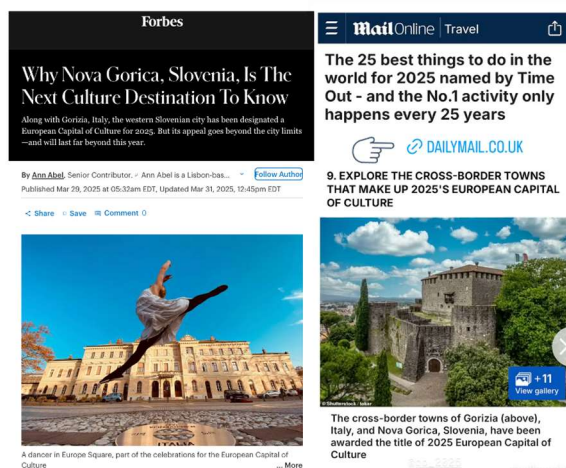 Forbes
Why Nova Gorica, Slovenia, Is The
Next Culture Destination To Know
Along with Gorizia, Italy, the western Slovenian city has been designated a
European Capital of Culture for 2025. But its appeal goes beyond the city limits
—and will last far beyond this year.
By Ann Abel, Senior Contributor. Ann Abel is a Lisbon-bas...
Follow Author
Published Mar 29, 2025 at 05:32am EDT, Updated Mar 31, 2025, 12:45pm EDT
Share Save Comment 0
ITALIA
A dancer in Europe Square, part of the celebrations for the European Capital of
Culture
... More
Mail Online Travel
The 25 best things to do in the
world for 2025 named by Time
Out - and the No.1 activity only
happens every 25 years
DAILYMAIL.CO.UK
9. EXPLORE THE CROSS-BORDER TOWNS
THAT MAKE UP 2025'S EUROPEAN CAPITAL
OF CULTURE
+11
View gallery
The cross-border towns of Gorizia (above),
Italy, and Nova Gorica, Slovenia, have been
awarded the title of 2025 European Capital of
Culture